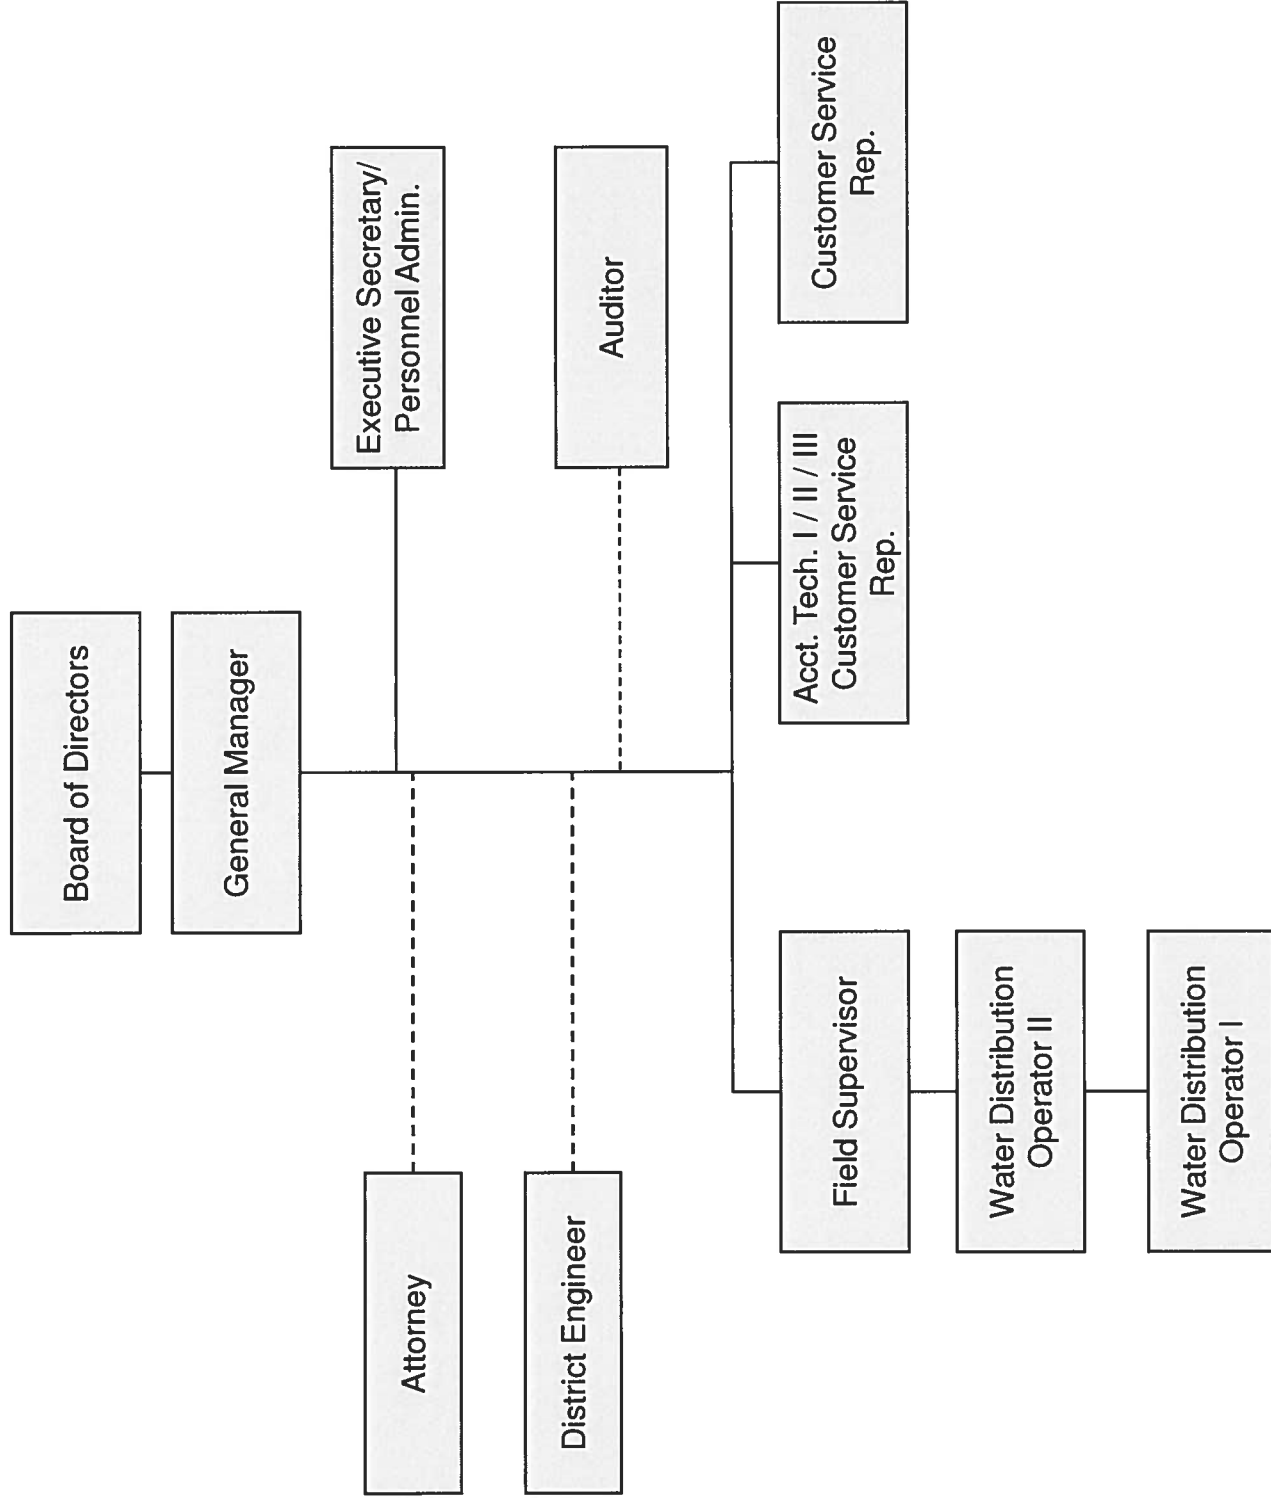 Board of Directors
General Manager
Executive Secretary/
Personnel Admin.
Attorney
District Engineer
Auditor
Field Supervisor
Acct. Tech. I / II / III
Customer Service
Rep.
Customer Service
Rep.
Water Distribution
Operator II
Water Distribution
Operator I